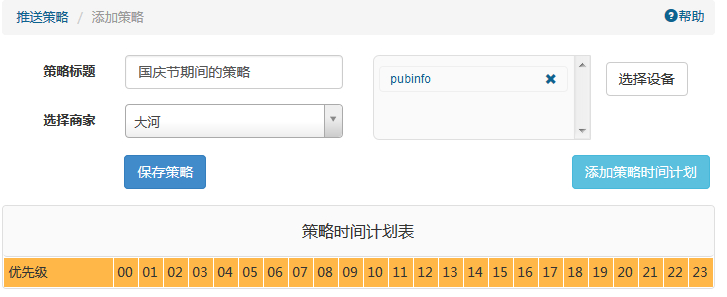 推送策略 / 添加策略 帮助
策略标题 国庆节期间的策略 pubinfo 选择设备
选择商家 大河
保存策略 添加策略时间计划
策略时间计划表
优先级 00 01 02 03 04 05 06 07 08 09 10 11 12 13 14 15 16 17 18 19 20 21 22 23